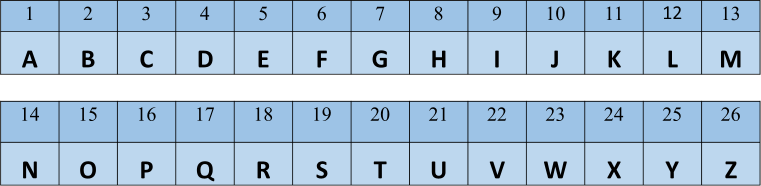 1 2 3 4 5 6 7 8 9 10 11 12 13
A B C D E F G H I J K L M
14 15 16 17 18 19 20 21 22 23 24 25 26
N O P Q R S T U V W X Y Z